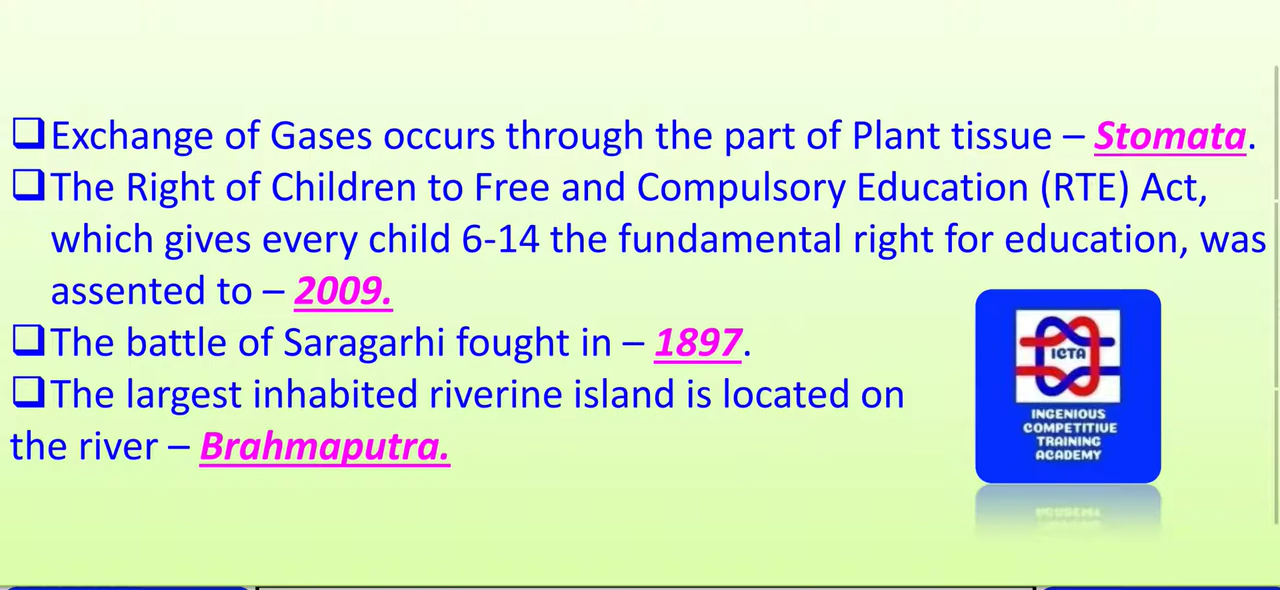 ❑Exchange of Gases occurs through the part of Plant tissue – Stomata.
❑The Right of Children to Free and Compulsory Education (RTE) Act,
which gives every child 6-14 the fundamental right for education, was
assented to – 2009.
❑The battle of Saragarhi fought in – 1897.
❑The largest inhabited riverine island is located on
the river – Brahmaputra.
ICTA
INGENIOUS
COMPETITIVE
TRAINING
ACADEMY